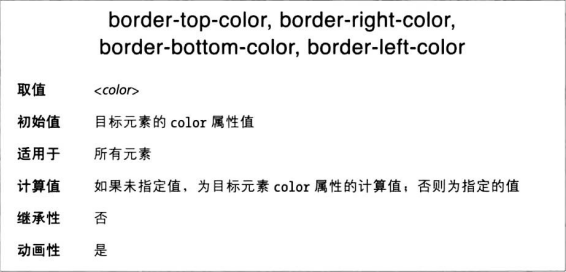 border-top-color, border-right-color,
border-bottom-color, border-left-color
取值 <color>
初始值 目标元素的 color 属性值
适用于 所有元素
计算值 如果未指定值，为目标元素 color 属性的计算值；否则为指定的值
继承性 否
动画性 是